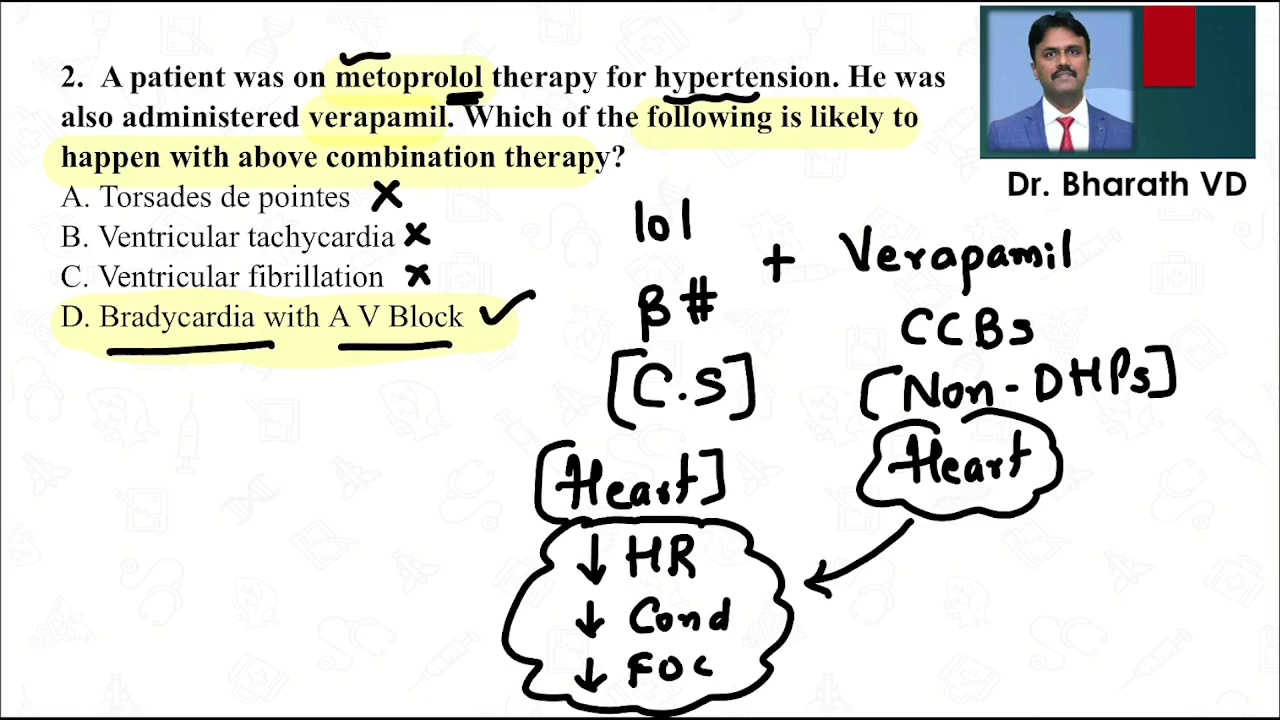 2. A patient was on metoprolol therapy for hypertension. He was
also administered verapamil. Which of the following is likely to
happen with above combination therapy?
A. Torsades de pointes
B. Ventricular tachycardia
C. Ventricular fibrillation
D. Bradycardia with A V Block
Dr. Bharath VD
lol + Verapamil
β # CCBs
[C.S] [Non-DHPs]
[Heart] Heart
↓ HR
↓ Cond
↓ FOC